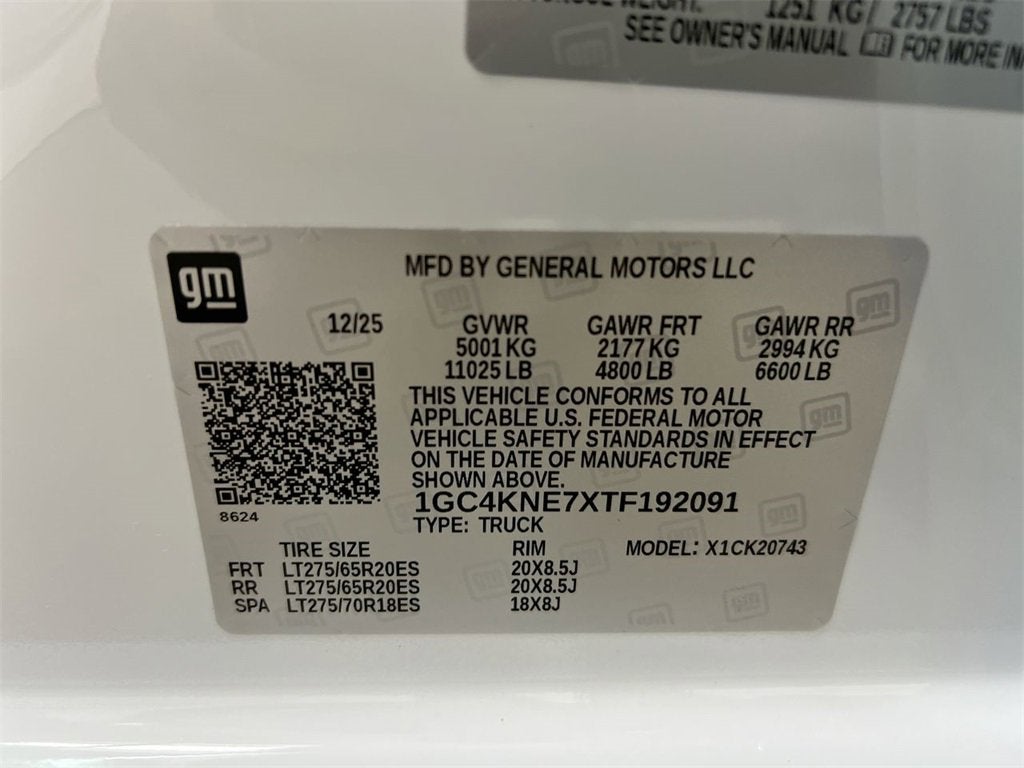 1251 KG / 2757 LBS
SEE OWNER'S MANUAL FOR MORE
gm
MFD BY GENERAL MOTORS LLC
12/25 GVWR GAWR FRT GAWR RR
5001 KG 2177 KG 2994 KG
11025 LB 4800 LB 6600 LB
THIS VEHICLE CONFORMS TO ALL
APPLICABLE U.S. FEDERAL MOTOR
VEHICLE SAFETY STANDARDS IN EFFECT
ON THE DATE OF MANUFACTURE
SHOWN ABOVE.
1GC4KNE7XTF192091
8624
TYPE: TRUCK
TIRE SIZE RIM MODEL: X1CK20743
FRT LT275/65R20ES 20X8.5J
RR LT275/65R20ES 20X8.5J
SPA LT275/70R18ES 18X8J